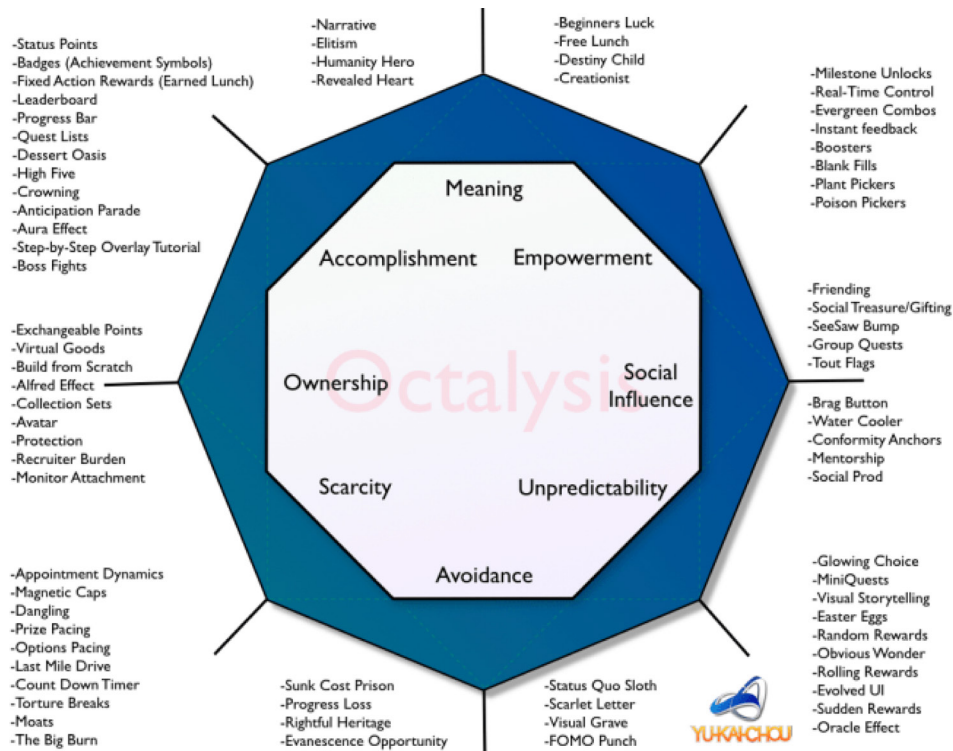 -Narrative
-Elitism
-Humanity Hero
-Revealed Heart
-Beginners Luck
-Free Lunch
-Destiny Child
-Creationist
-Status Points
-Badges (Achievement Symbols)
-Fixed Action Rewards (Earned Lunch)
-Leaderboard
-Progress Bar
-Quest Lists
-Dessert Oasis
-High Five
-Crowning
-Anticipation Parade
-Aura Effect
-Step-by-Step Overlay Tutorial
-Boss Fights
-Milestone Unlocks
-Real-Time Control
-Evergreen Combos
-Instant feedback
-Boosters
-Blank Fills
-Plant Pickers
-Poison Pickers
Meaning
Accomplishment
Empowerment
Ownership
Octalysis
Social
Influence
Scarcity
Unpredictability
Avoidance
-Exchangeable Points
-Virtual Goods
-Build from Scratch
-Alfred Effect
-Collection Sets
-Avatar
-Protection
-Recruiter Burden
-Monitor Attachment
-Friending
-Social Treasure/Gifting
-SeeSaw Bump
-Group Quests
-Tout Flags
-Brag Button
-Water Cooler
-Conformity Anchors
-Mentorship
-Social Prod
-Appointment Dynamics
-Magnetic Caps
-Dangling
-Prize Pacing
-Options Pacing
-Last Mile Drive
-Count Down Timer
-Torture Breaks
-Moats
-The Big Burn
-Sunk Cost Prison
-Progress Loss
-Rightful Heritage
-Evanescence Opportunity
-Status Quo Sloth
-Scarlet Letter
-Visual Grave
-FOMO Punch
-Glowing Choice
-MiniQuests
-Visual Storytelling
-Easter Eggs
-Random Rewards
-Obvious Wonder
-Rolling Rewards
-Evolved UI
-Sudden Rewards
-Oracle Effect
YU-KAI CHOU